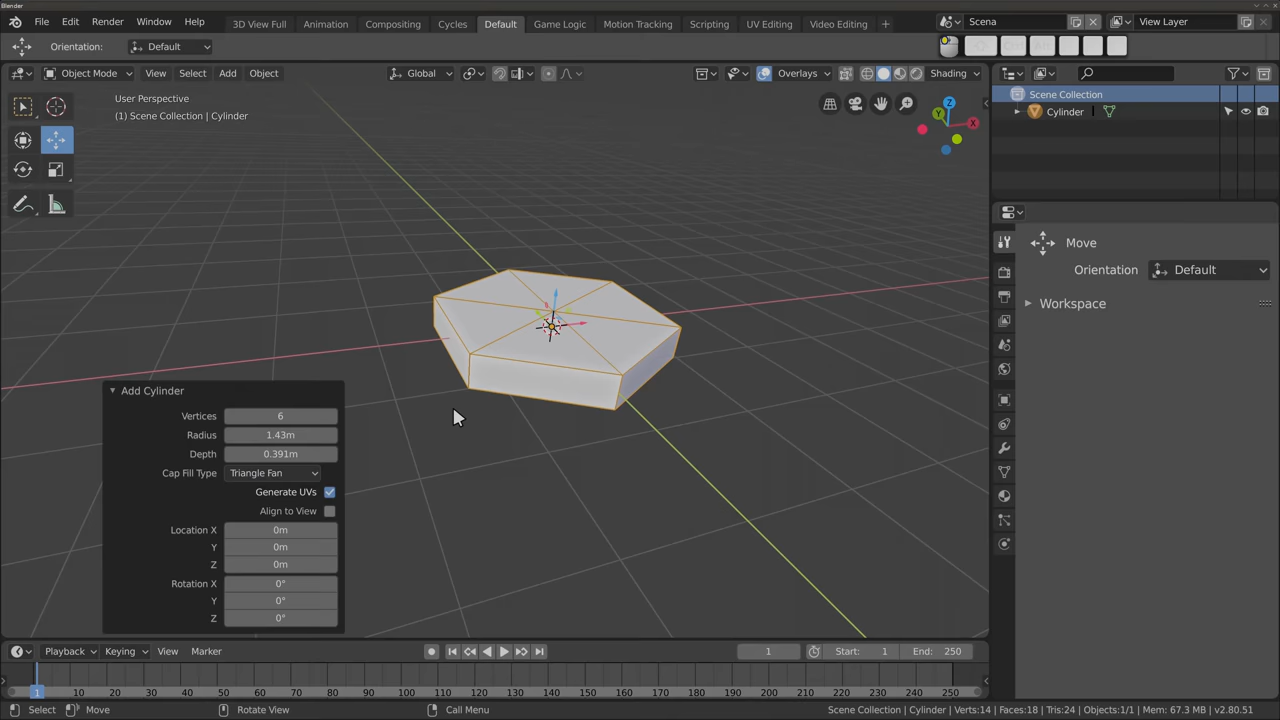 Blender
File Edit Render Window Help 3D View Full Animation Compositing Cycles Default Game Logic Motion Tracking Scripting UV Editing Video Editing + Scena View Layer
Orientation: Default
Object Mode View Select Add Object Global Overlays Shading
User Perspective
(1) Scene Collection | Cylinder
Z
Y
X
Scene Collection
Cylinder
Move
Orientation Default
Workspace
Add Cylinder
Vertices 6
Radius 1.43m
Depth 0.391m
Cap Fill Type Triangle Fan
Generate UVs
Align to View
Location X 0m
Y 0m
Z 0m
Rotation X 0°
Y 0°
Z 0°
Playback Keying View Marker 1 Start: 1 End: 250
1 10 20 30 40 50 60 70 80 90 100 110 120 130 140 150 160 170 180 190 200 210 220 230 240 250
Select Move Rotate View Call Menu Scene Collection | Cylinder | Verts:14 | Faces:18 | Tris:24 | Objects:1/1 | Mem: 67.3 MB | v2.80.51